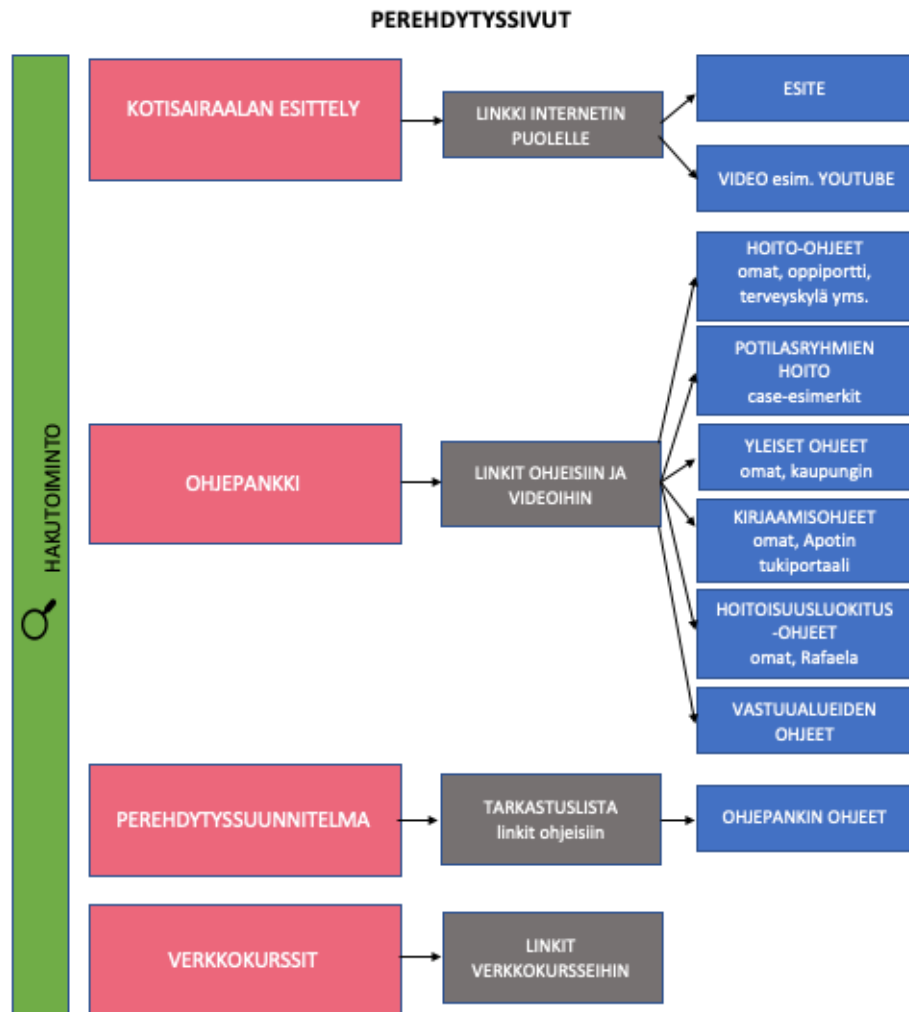 PEREHDYTYSSIVUT
HAKUTOIMINTO
KOTISAIRAALAN ESITTELY
LINKKI INTERNETIN
PUOLELLE
ESITE
VIDEO esim. YOUTUBE
OHJEPANKKI
LINKIT OHJEISIIN JA
VIDEOIHIN
HOITO-OHJEET
omat, oppiportti,
terveyskylä yms.
POTILASRYHMIEN
HOITO
case-esimerkit
YLEISET OHJEET
omat, kaupungin
KIRJAAMISOHJEET
omat, Apotin
tukiportaali
HOITOISUUSLUOKITUS
-OHJEET
omat, Rafaela
VASTUUALUEIDEN
OHJEET
PEREHDYTYSSUUNNITELMA
TARKASTUSLISTA
linkit ohjeisiin
OHJEPANKIN OHJEET
VERKKOKURSSIT
LINKIT
VERKKOKURSSEIHIN